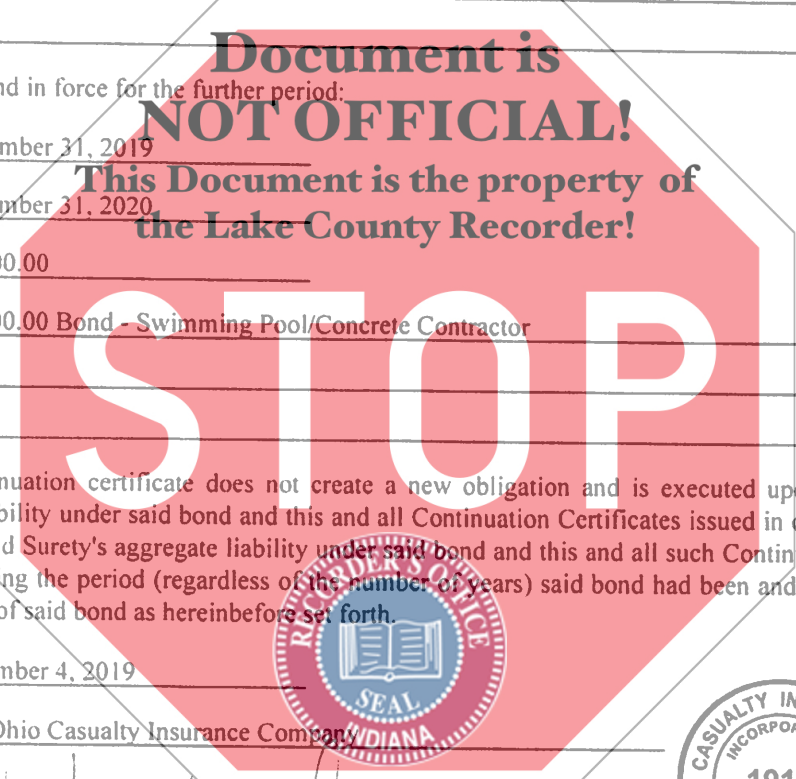 Document is
nd in force for the further period:
NOT OFFICIAL!
mber 31, 2019
This Document is the property of
mber 31, 2020
the Lake County Recorder!
00.00
00.00 Bond - Swimming Pool/Concrete Contractor
STOP
nuation certificate does not create a new obligation and is executed up
bility under said bond and this and all Continuation Certificates issued in
d Surety's aggregate liability under said bond and this and all such Contin
ng the period (regardless of the number of years) said bond had been and
of said bond as hereinbefore set forth.
RECORDER'S OFFICE
SEAL
INDIANA
mber 4, 2019
Ohio Casualty Insurance Company
CASUALTY IN
INCORPO
191